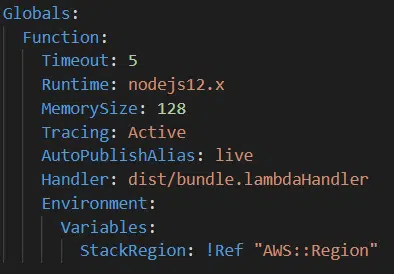 Globals:
  Function:
    Timeout: 5
    Runtime: nodejs12.x
    MemorySize: 128
    Tracing: Active
    AutoPublishAlias: live
    Handler: dist/bundle.lambdaHandler
    Environment:
      Variables:
        StackRegion: !Ref "AWS::Region"